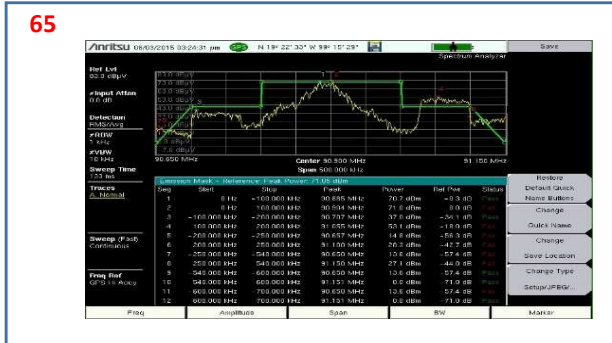 65
Anritsu 08/03/2015 03:24:31 pm GPS N 19° 22' 33" W 99° 15' 29" Save
Spectrum Analyzer
Ref Lvl
83.0 dBµV
#Input Atten
0.0 dB
Detection
RMS/Avg
#RBW
1 kHz
#VBW
10 kHz
Sweep Time
Traces
A: Normal
Sweep (Fast)
Continuous
Freq Ref
GPS Hi Accy
90.650 MHz Center 90.900 MHz 91.150 MHz
Span 500.000 kHz
Emission Mask - Reference: Peak Power 71.05 dBm
Seg Start Stop Peak Power Rel Pwr Status
1 0 Hz -100.000 kHz 90.885 MHz 70.7 dBm -0.3 dB Pass
2 0 Hz 100.000 kHz 90.904 MHz 71.0 dBm 0.0 dB
3 -100.000 kHz -200.000 kHz 90.797 MHz 37.0 dBm -34.1 dB Pass
4 100.000 kHz 200.000 kHz 91.055 MHz 53.1 dBm -18.0 dB
5 -200.000 kHz -250.000 kHz 90.657 MHz 14.8 dBm -56.3 dB
6 200.000 kHz 250.000 kHz 91.100 MHz 28.3 dBm -42.7 dB
7 -250.000 kHz -540.000 kHz 90.650 MHz 13.6 dBm -57.4 dB
8 250.000 kHz 540.000 kHz 91.150 MHz 27.1 dBm -44.0 dB
9 -540.000 kHz -600.000 kHz 90.650 MHz 13.6 dBm -57.4 dB Pass
10 540.000 kHz 600.000 kHz 91.151 MHz 0.0 dBm -71.0 dB Pass
11 -600.000 kHz -700.000 kHz 90.650 MHz 13.6 dBm -57.4 dB
12 600.000 kHz 700.000 kHz 91.151 MHz 0.0 dBm -71.0 dB
Restore
Default Quick
Name Buttons
Change
Quick Name
Change
Save Location
Change Type
Setup/JPEG/...
Freq Amplitude Span BW Marker